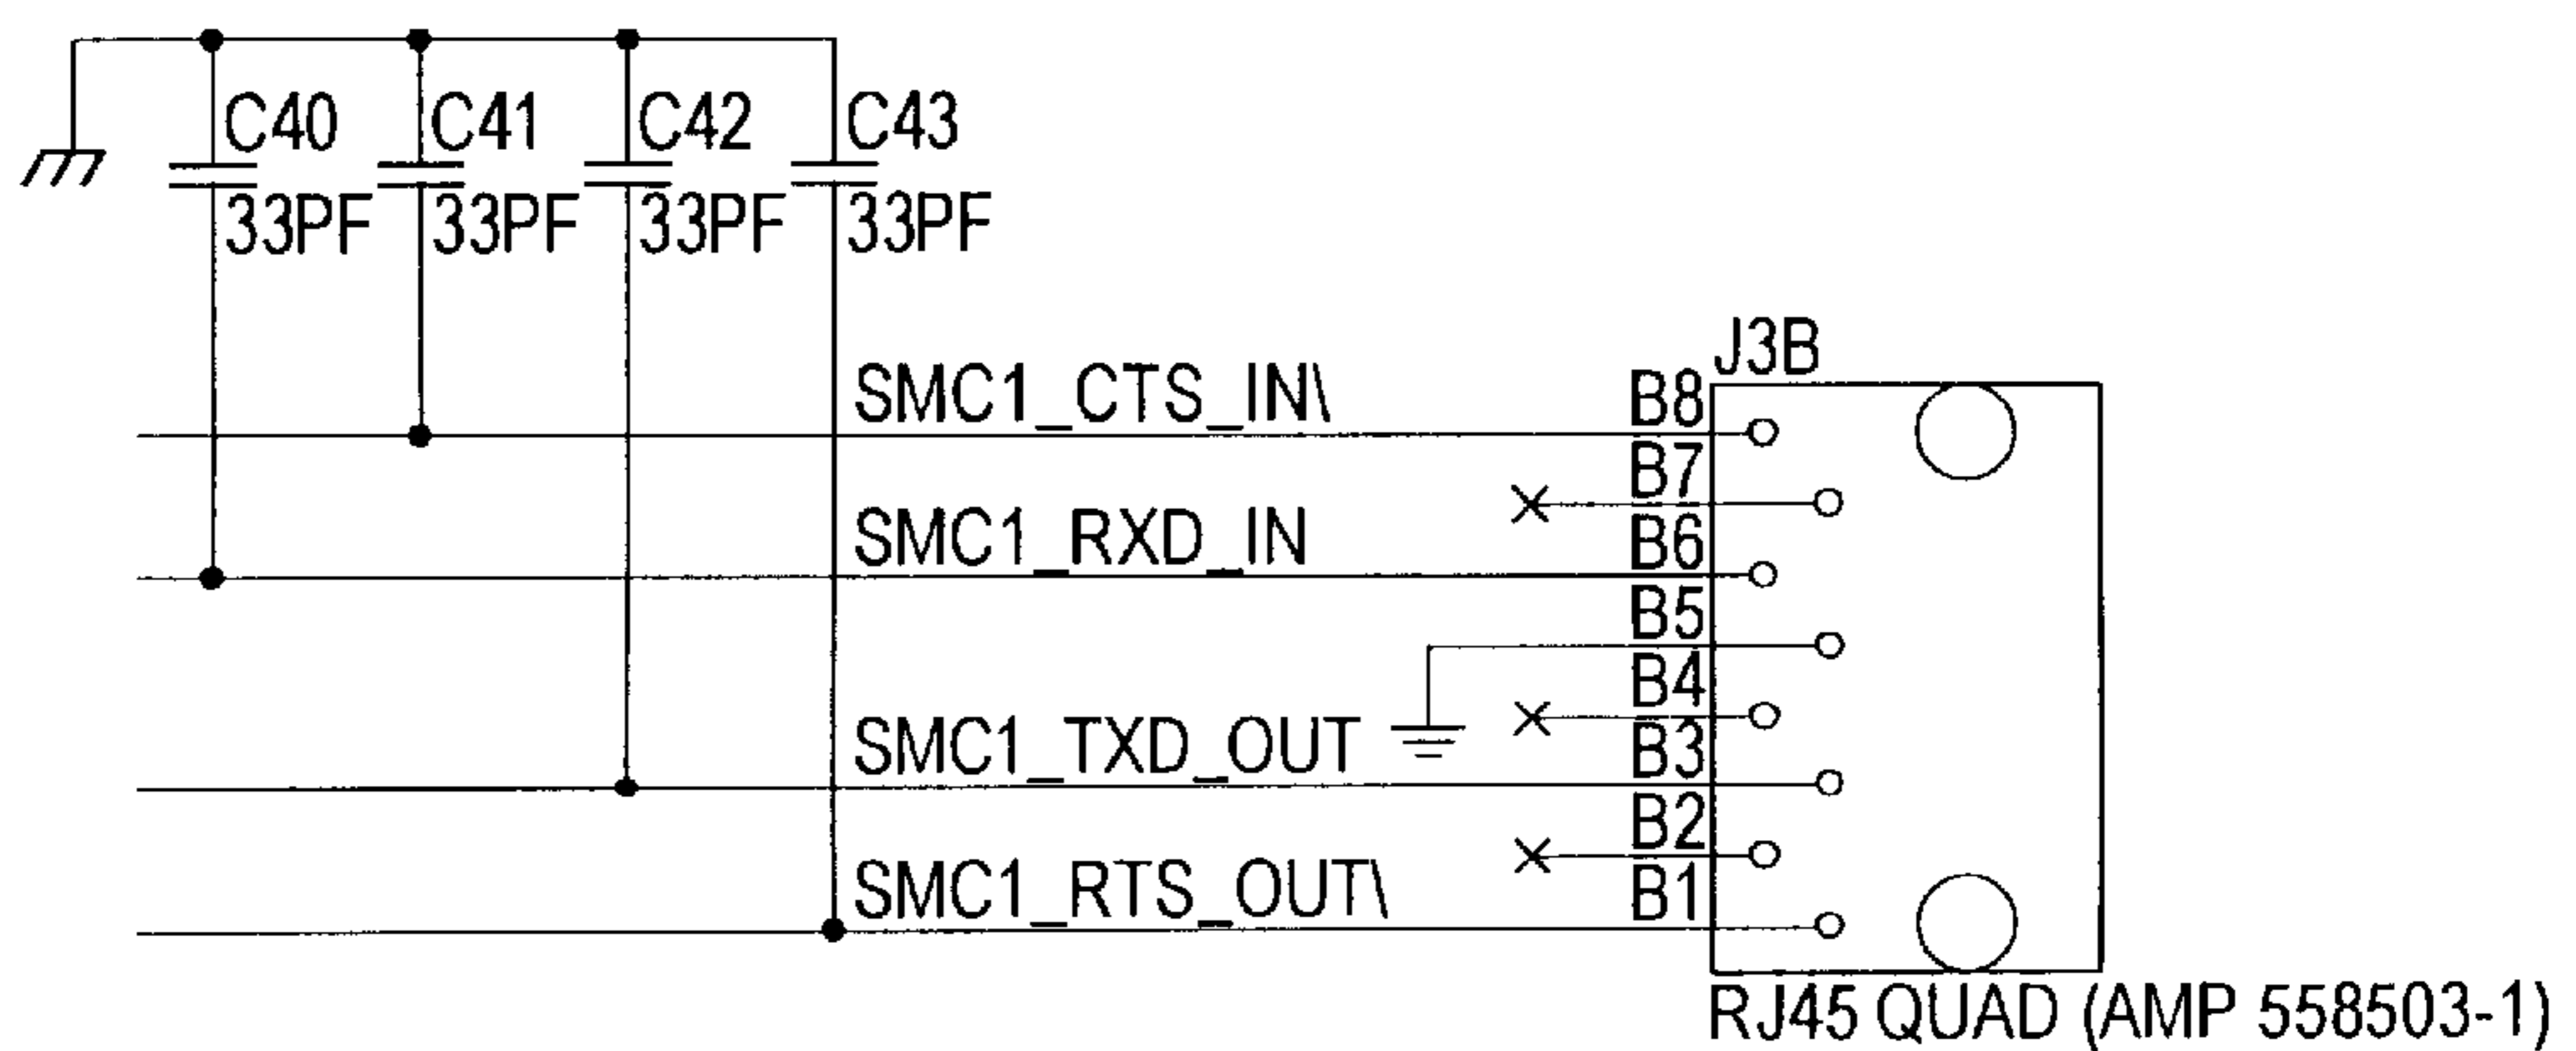 C40 C41 C42 C43
33PF 33PF 33PF 33PF
J3B
SMC1_CTS_IN\ B8
B7
SMC1_RXD_IN B6
B5
B4
SMC1_TXD_OUT B3
B2
SMC1_RTS_OUT\ B1
RJ45 QUAD (AMP 558503-1)